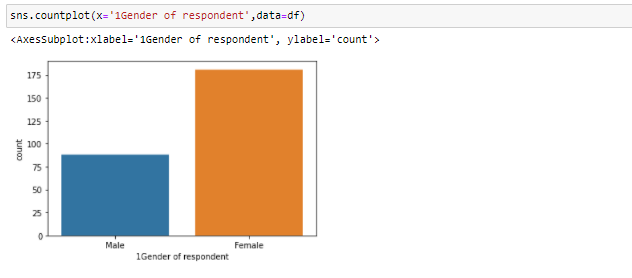 sns.countplot(x='1Gender of respondent',data=df)
<AxesSubplot:xlabel='1Gender of respondent', ylabel='count'>
175
150
125
100
75
50
25
0
count
Male Female
1Gender of respondent